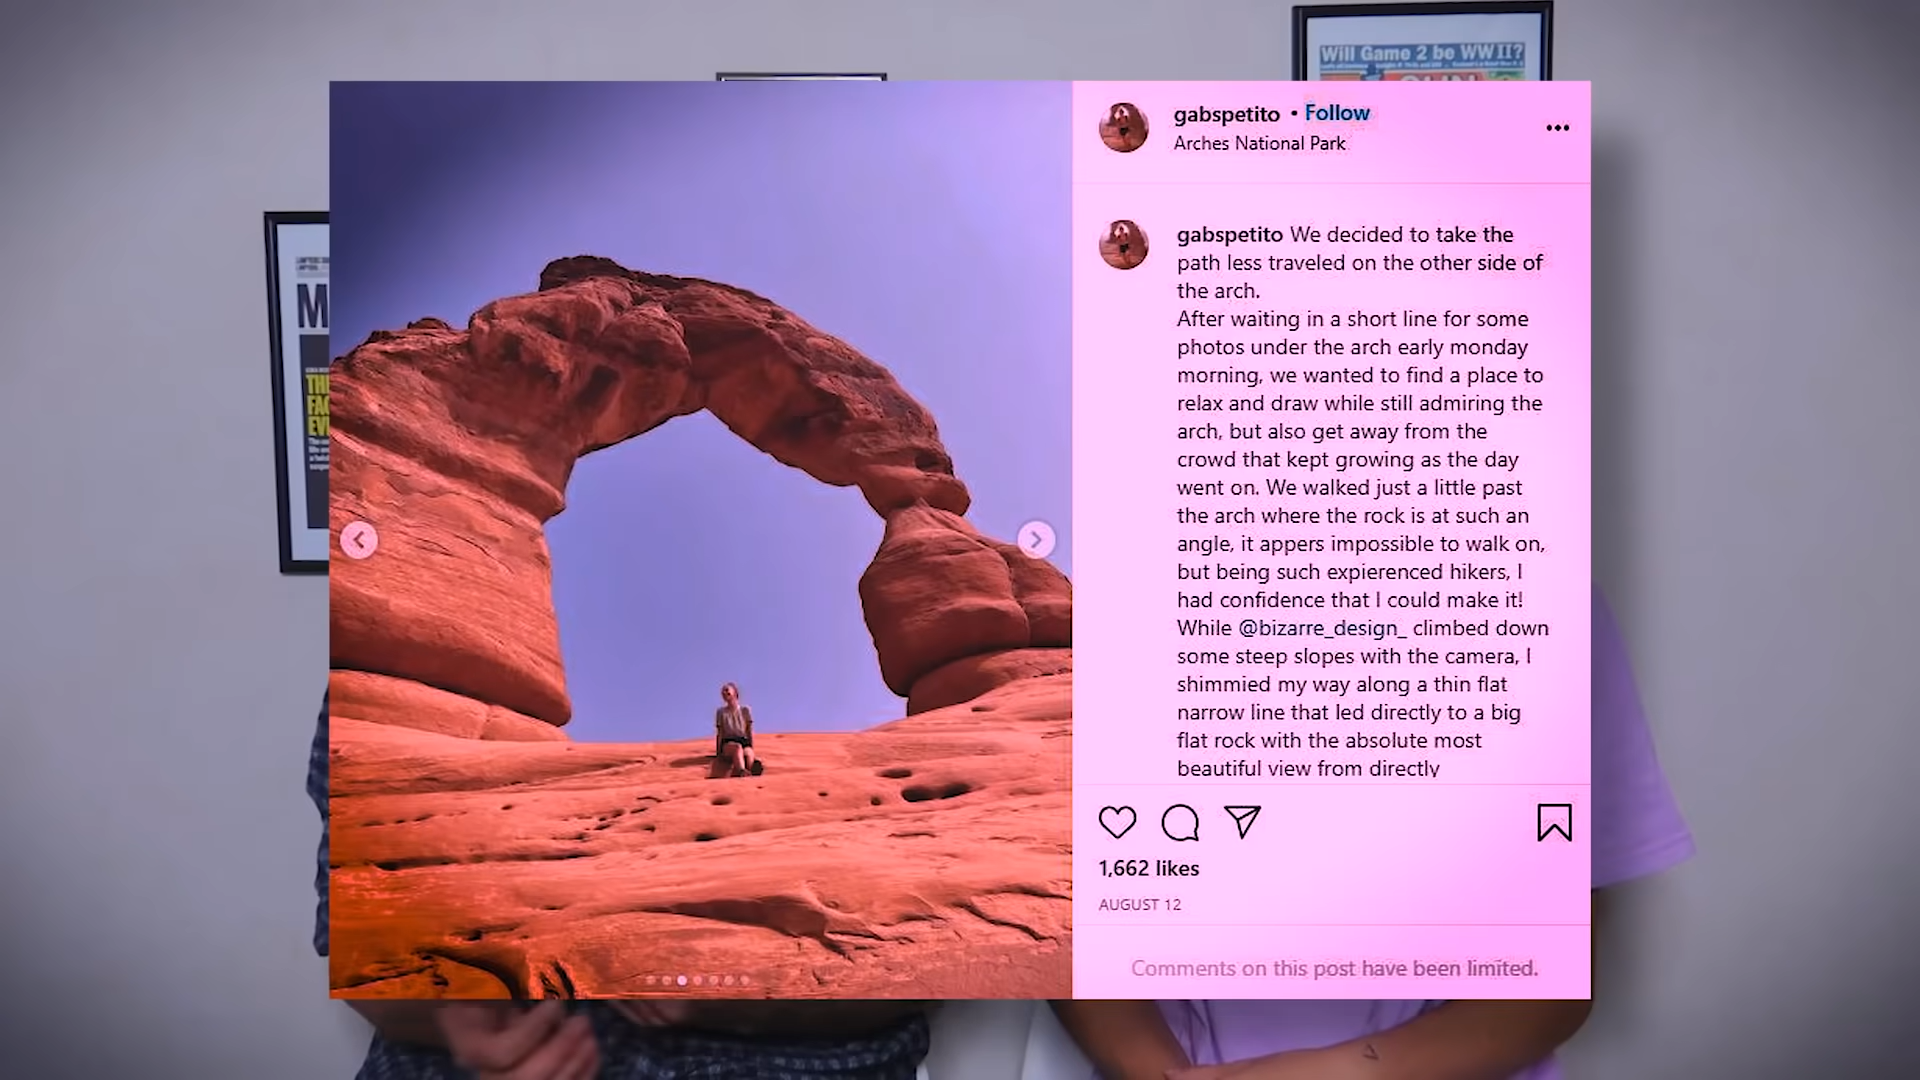 Will Game 2 be WWII?
M
gabspetito • Follow
Arches National Park
gabspetito We decided to take the
path less traveled on the other side of
the arch.
After waiting in a short line for some
photos under the arch early monday
morning, we wanted to find a place to
relax and draw while still admiring the
arch, but also get away from the
crowd that kept growing as the day
went on. We walked just a little past
the arch where the rock is at such an
angle, it appers impossible to walk on,
but being such expierenced hikers, I
had confidence that I could make it!
While @bizarre_design_ climbed down
some steep slopes with the camera, I
shimmied my way along a thin flat
narrow line that led directly to a big
flat rock with the absolute most
beautiful view from directly
1,662 likes
AUGUST 12
Comments on this post have been limited.